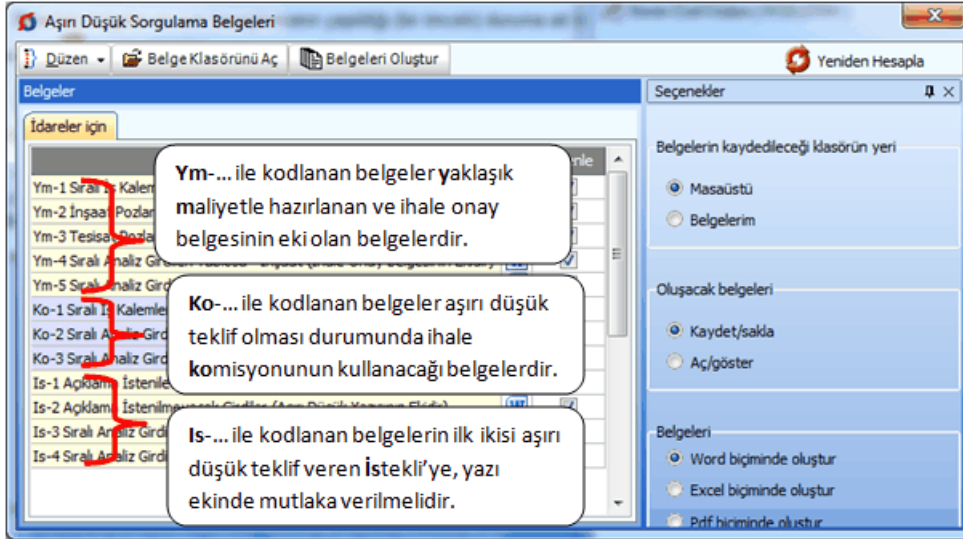 Aşırı Düşük Sorgulama Belgeleri
Düzen
Belge Klasörünü Aç
Belgeleri Oluştur
Yeniden Hesapla
Belgeler
Seçenekler
İdareler için
Ym-1 Sıralı İş Kalem
Ym-2 İnşaat Pozlar
Ym-3 Tesisat Pozla
Ym-4 Sıralı Analiz
Ym-5 Sıralı Analiz Gird
Ko-1 Sıralı İş Kalemle
Ko-2 Sıralı Analiz Gird
Ko-3 Sıralı Analiz Gird
Is-1 Açıklama İstenile
Is-2 Açıklama İstenilmeyecek Girdiler (Aşırı Düşük Yazısının Ekidir)
Is-3 Sıralı Analiz Girdi
Is-4 Sıralı Analiz Girdi
Ym-... ile kodlanan belgeler yaklaşık
maliyetle hazırlanan ve ihale onay
belgesinin eki olan belgelerdir.
Ko-... ile kodlanan belgeler aşırı düşük
teklif olması durumunda ihale
komisyonunun kullanacağı belgelerdir.
Is-... ile kodlanan belgelerin ilk ikisi aşırı
düşük teklif veren istekli'ye, yazı
ekinde mutlaka verilmelidir.
Belgelerin kaydedileceği klasörün yeri
Masaüstü
Belgelerim
Oluşacak belgeleri
Kaydet/sakla
Aç/göster
Belgeleri
Word biçiminde oluştur
Excel biçiminde oluştur
Pdf biçiminde oluştur